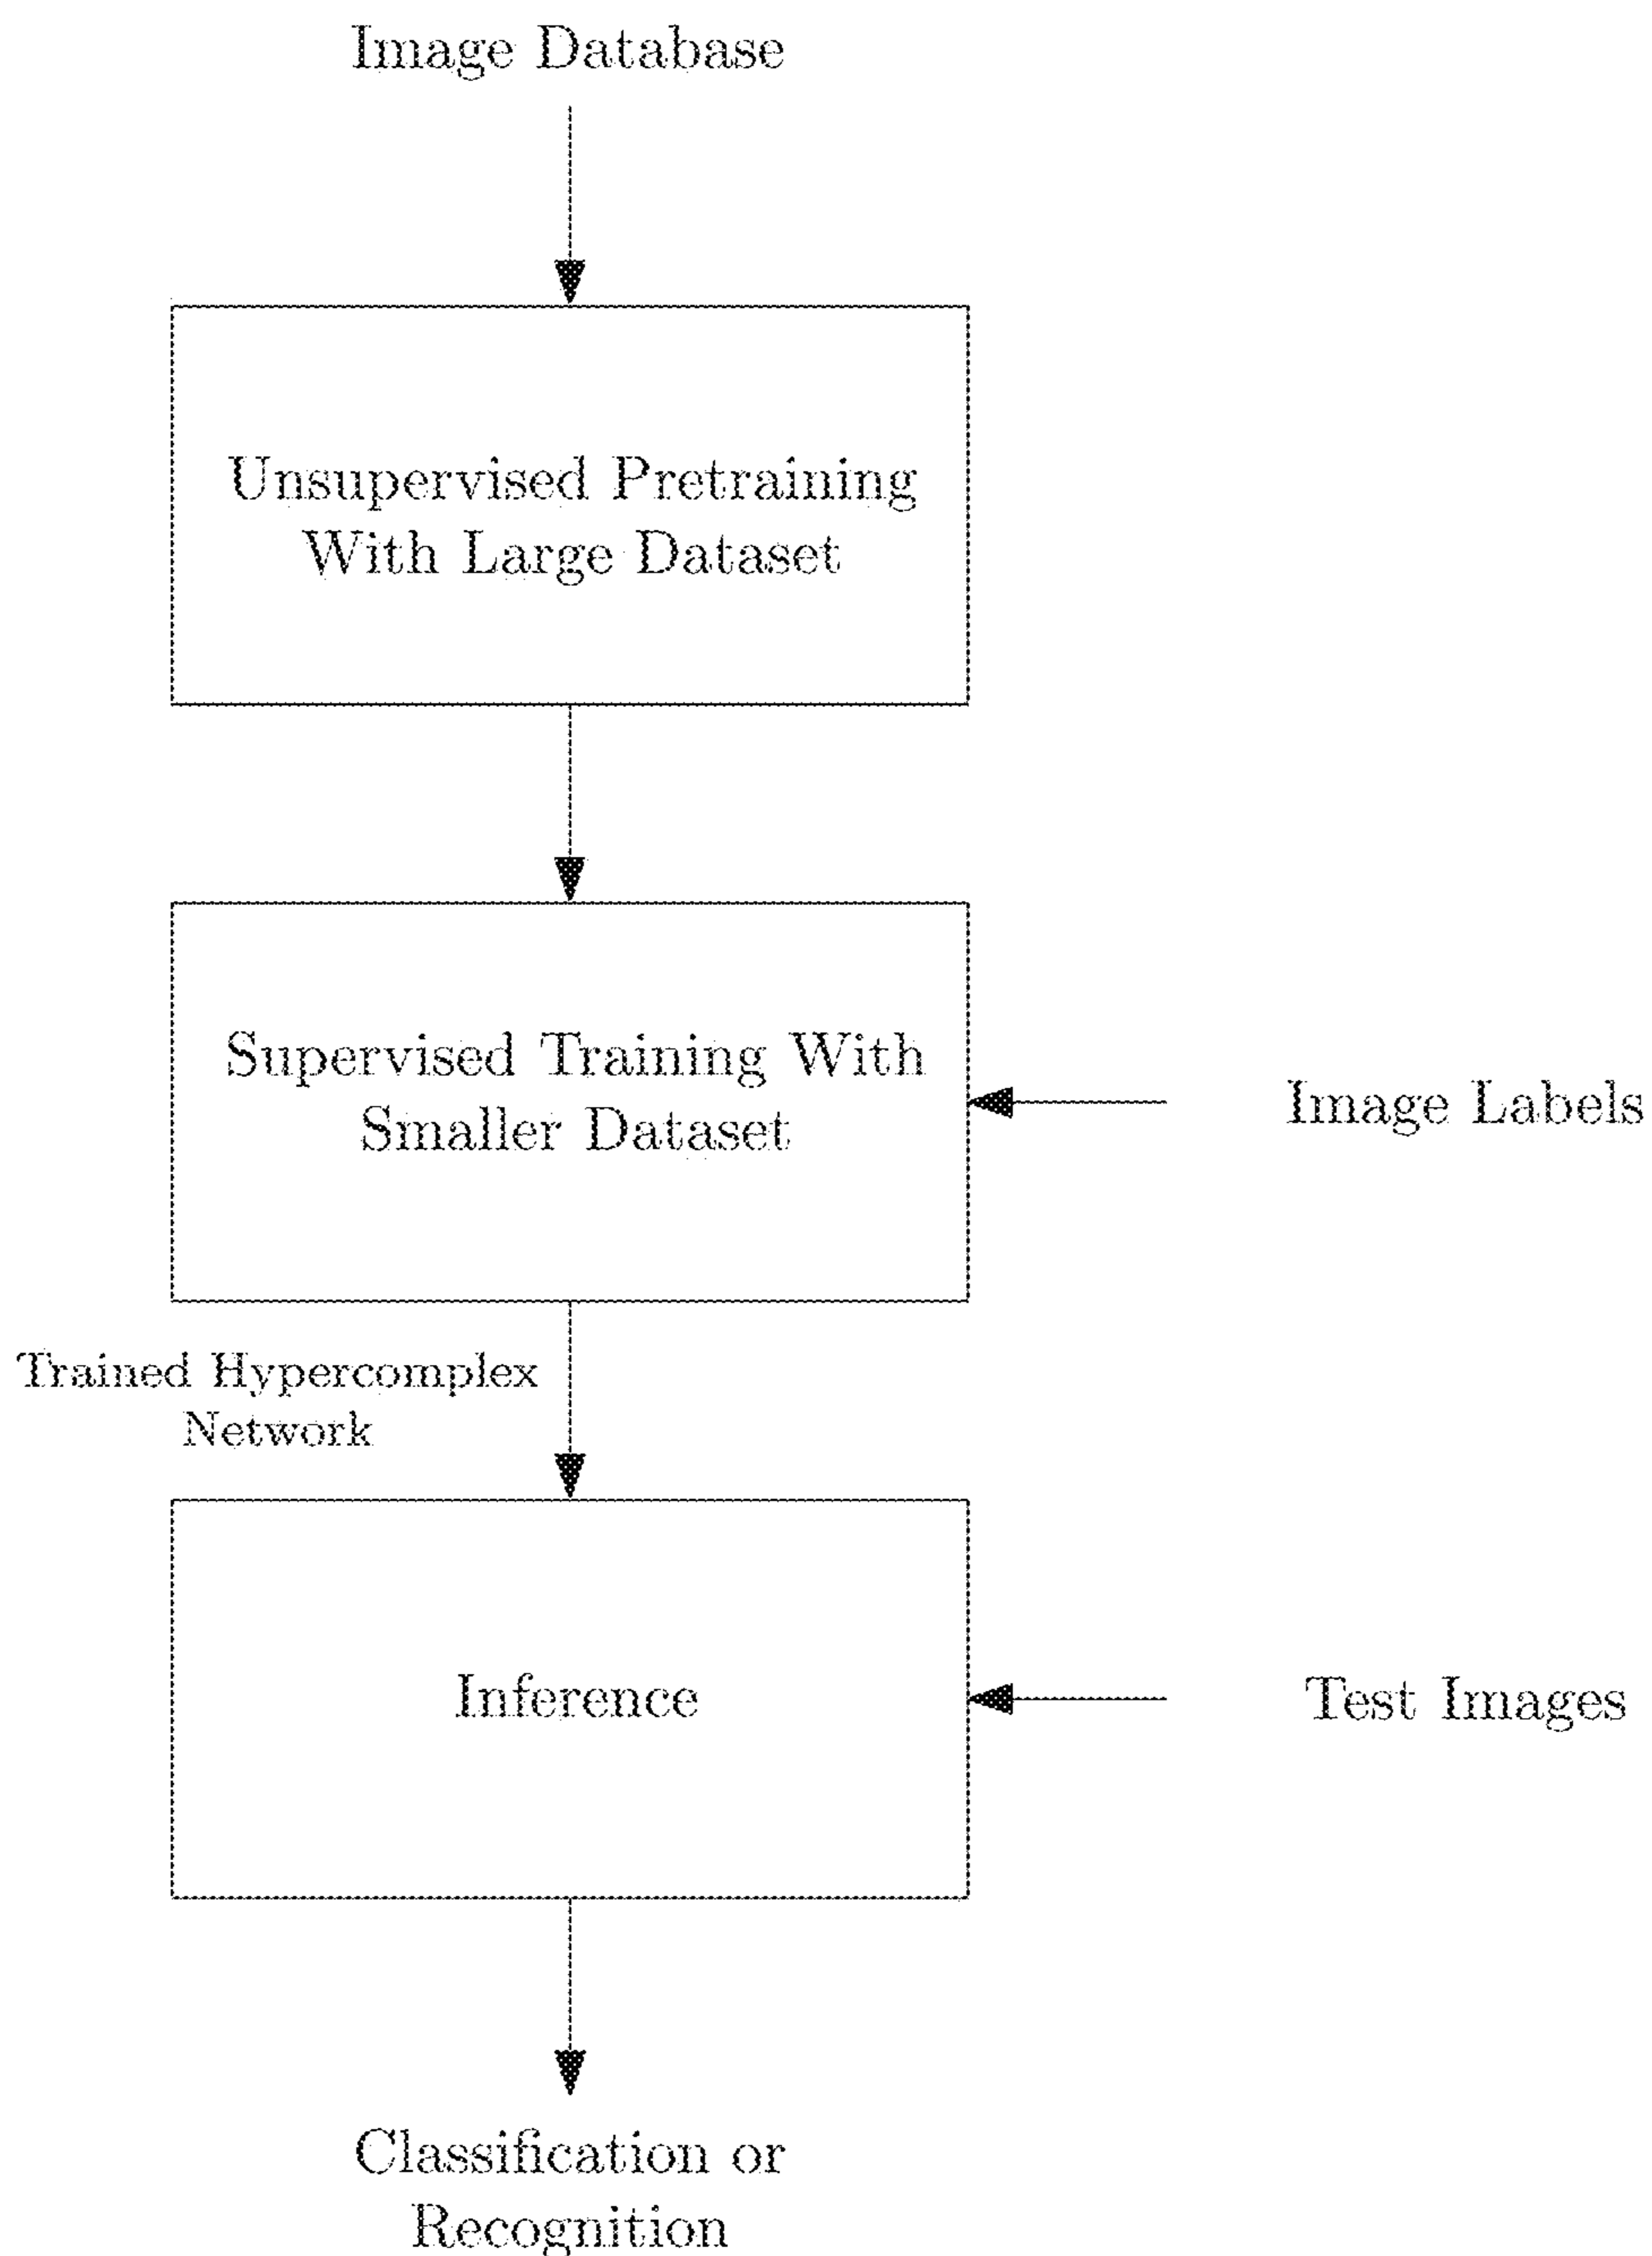 Image Database
Unsupervised Pretraining
With Large Dataset
Supervised Training With
Smaller Dataset
Image Labels
Trained Hypercomplex
Network
Inference
Test Images
Classification or
Recognition